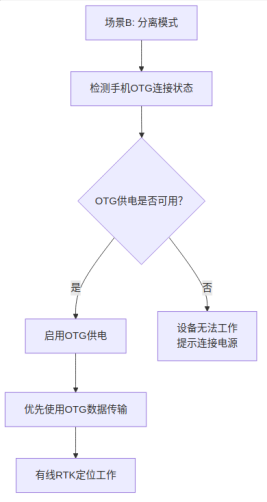 场景B: 分离模式
检测手机OTG连接状态
OTG供电是否可用?
是
否
启用OTG供电
设备无法工作
提示连接电源
优先使用OTG数据传输
有线RTK定位工作